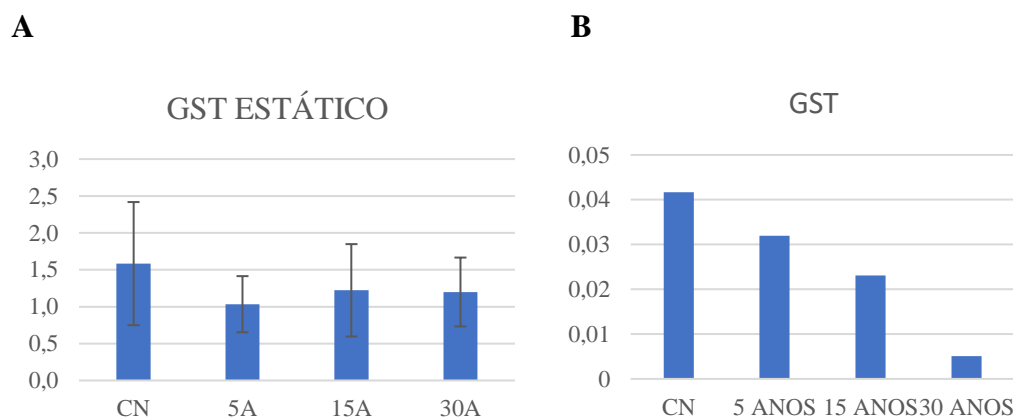 A
B
GST ESTÁTICO
3,0
2,5
2,0
1,5
1,0
0,5
0,0
CN 5A 15A 30A
GST
0,05
0,04
0,03
0,02
0,01
0
CN 5 ANOS 15 ANOS 30 ANOS